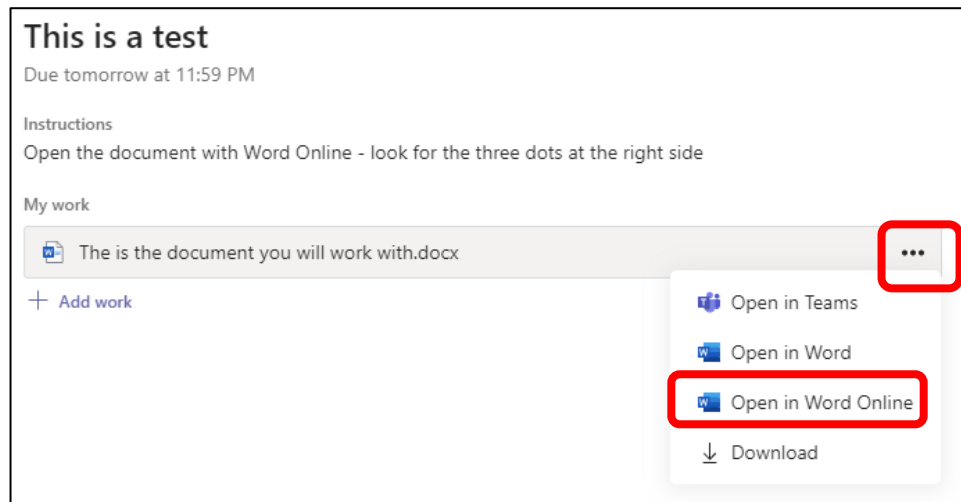 This is a test
Due tomorrow at 11:59 PM
Instructions
Open the document with Word Online - look for the three dots at the right side
My work
The is the document you will work with.docx
Add work
Open in Teams
Open in Word
Open in Word Online
Download